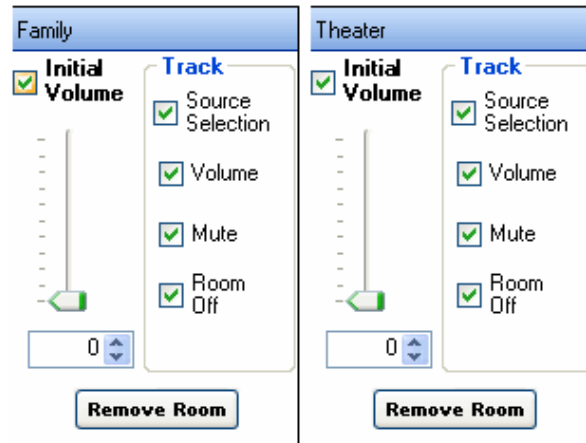 Family
Initial
Volume
Track
Source
Selection
Volume
Mute
Room
Off
0
Remove Room
Theater
Initial
Volume
Track
Source
Selection
Volume
Mute
Room
Off
0
Remove Room